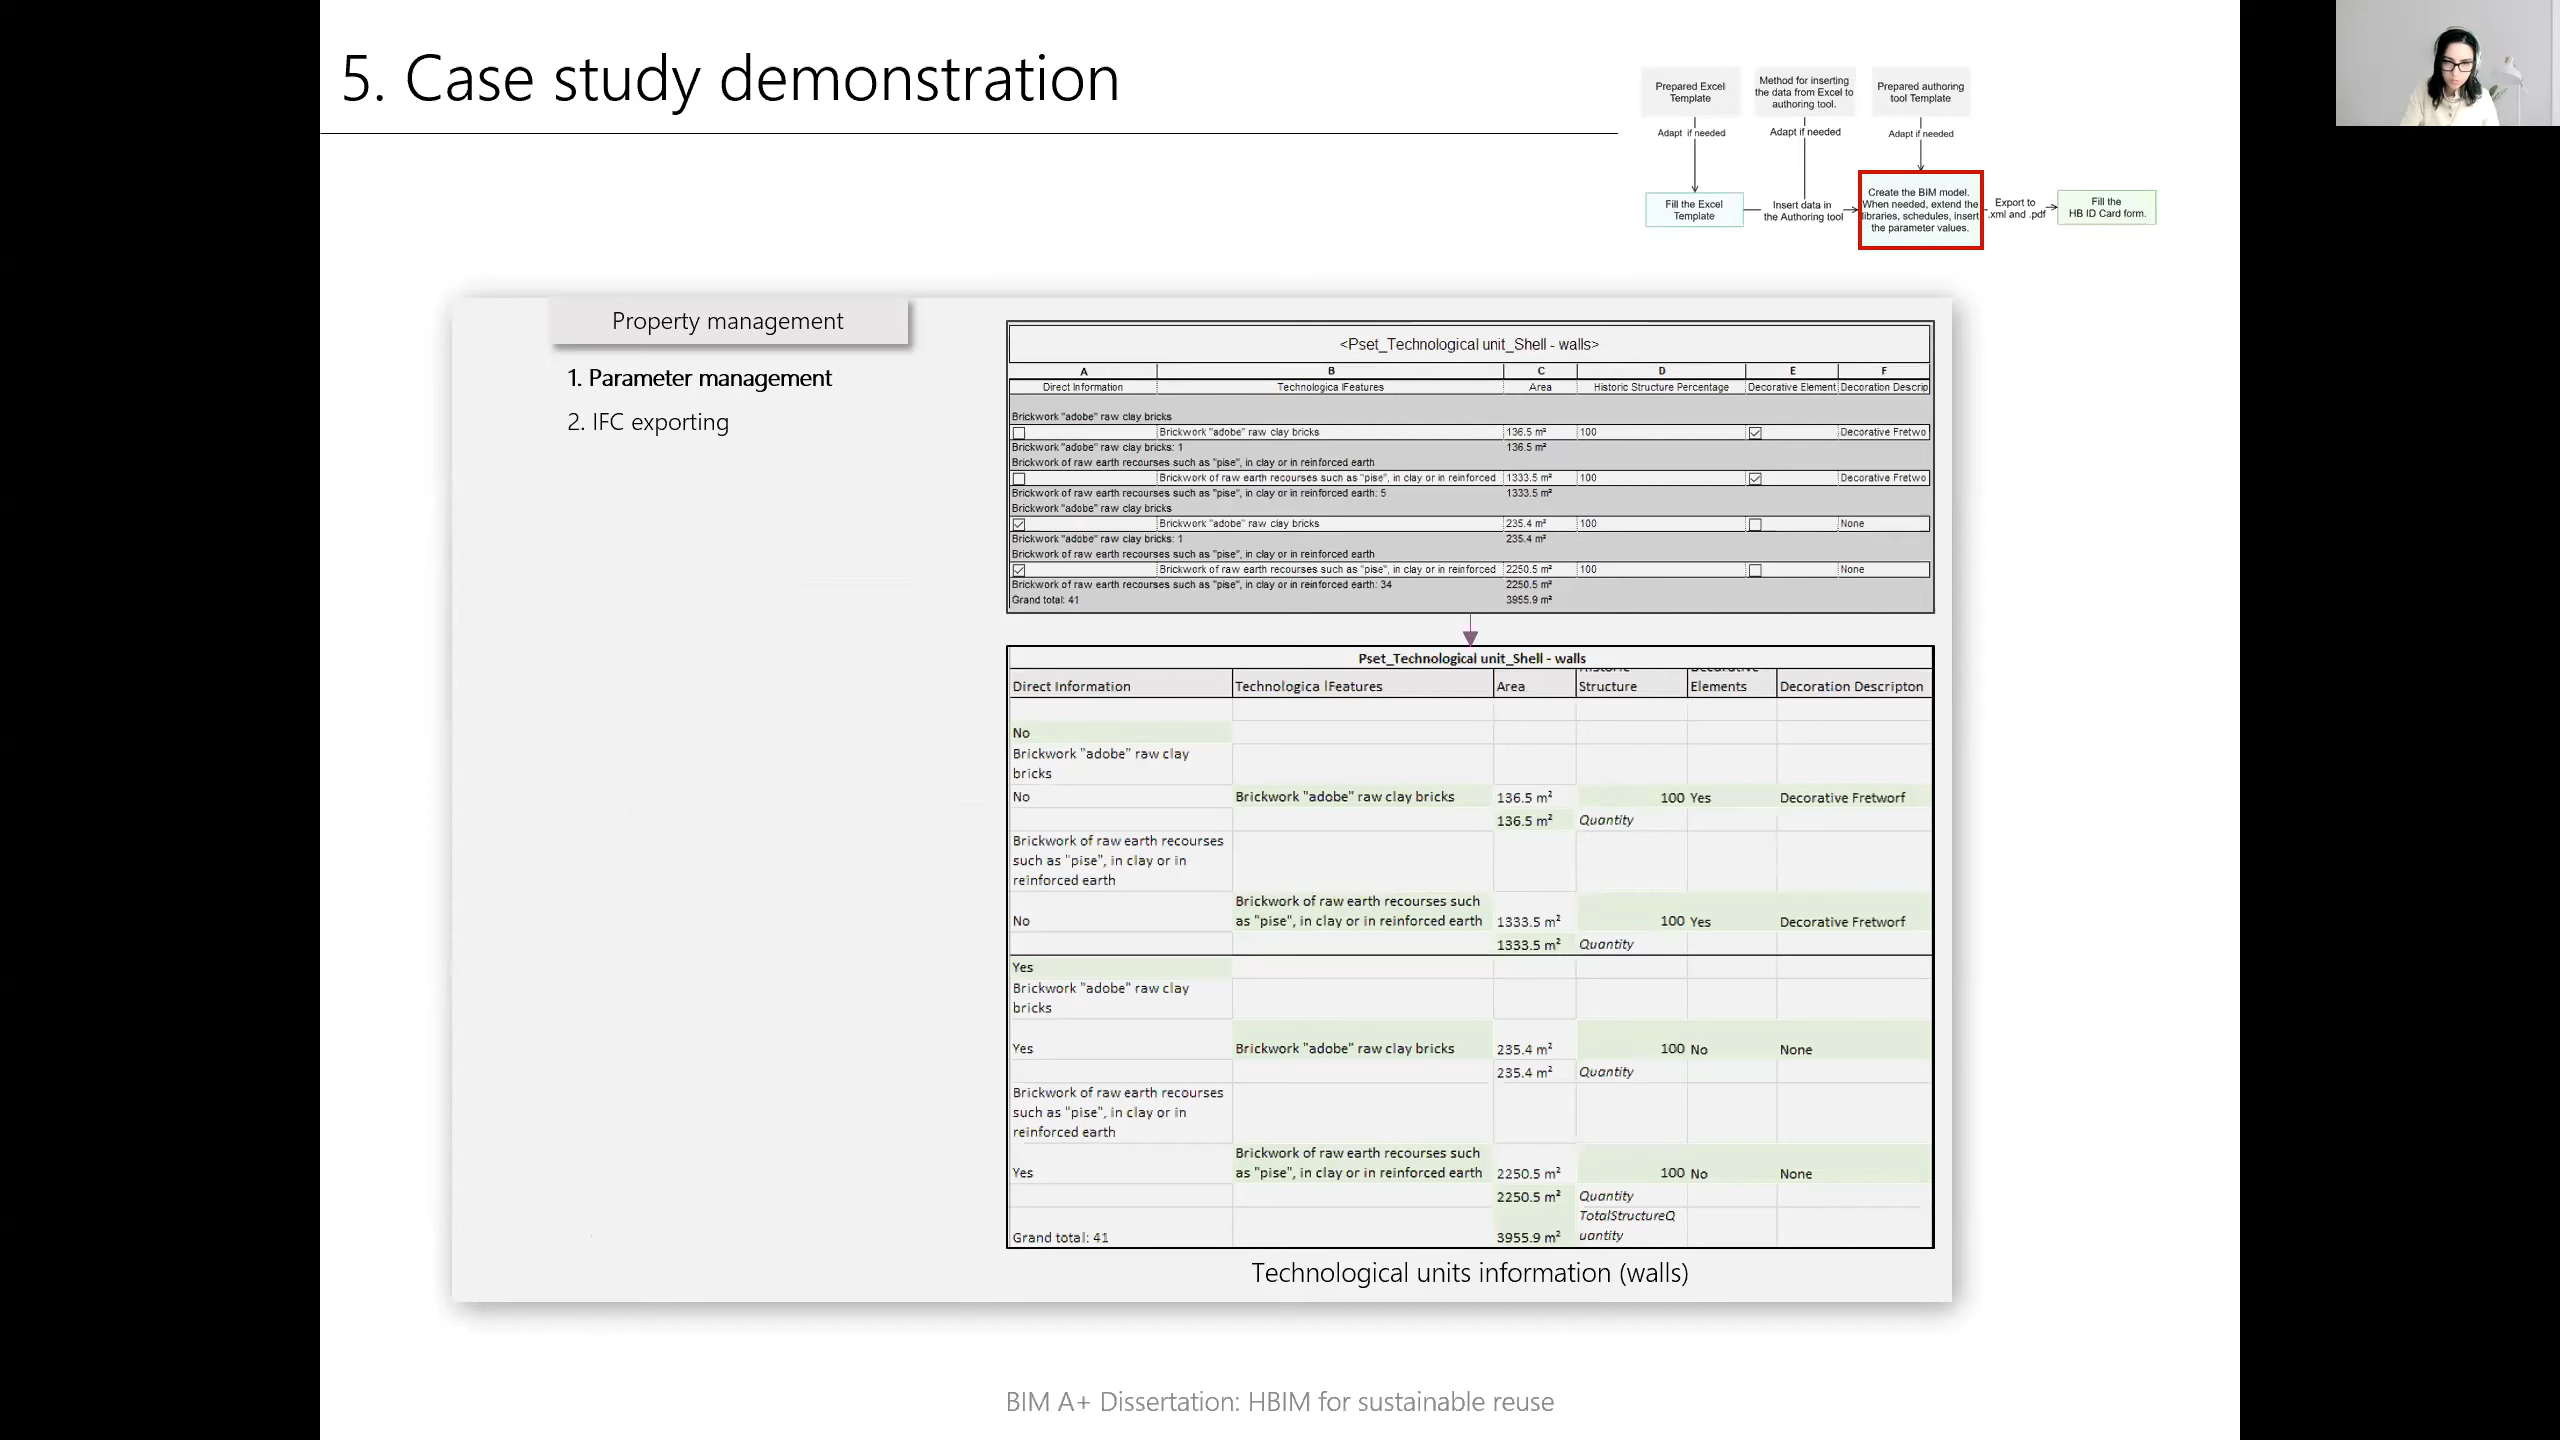 5. Case study demonstration
Prepared Excel
Template
Method for inserting
the data from Excel to
authoring tool.
Prepared authoring
tool Template
Adapt if needed
Adapt if needed
Adapt if needed
Fill the Excel
Template
Insert data in
the Authoring tool
Create the BIM model.
When needed, extend the
libraries, schedules, insert
the parameter values.
Export to
.xml and .pdf
Fill the
HB ID Card form.
Property management
1. Parameter management
2. IFC exporting
<Pset_Technological unit_Shell - walls>
A B C D E F
Direct Information Technologica lFeatures Area Historic Structure Percentage Decorative Element Decoration Descrip
Brickwork "adobe" raw clay bricks
Brickwork "adobe" raw clay bricks 136.5 m² 100 Decorative Fretwo
Brickwork "adobe" raw clay bricks: 1 136.5 m²
Brickwork of raw earth recourses such as "pise", in clay or in reinforced earth
Brickwork of raw earth recourses such as "pise", in clay or in reinforced 1333.5 m² 100 Decorative Fretwo
Brickwork of raw earth recourses such as "pise", in clay or in reinforced earth: 5 1333.5 m²
Brickwork "adobe" raw clay bricks
Brickwork "adobe" raw clay bricks 235.4 m² 100 None
Brickwork "adobe" raw clay bricks: 1 235.4 m²
Brickwork of raw earth recourses such as "pise", in clay or in reinforced earth
Brickwork of raw earth recourses such as "pise", in clay or in reinforced 2250.5 m² 100 None
Brickwork of raw earth recourses such as "pise", in clay or in reinforced earth: 34 2250.5 m²
Grand total: 41 3955.9 m²
Pset_Technological unit_Shell - walls
Direct Information Technologica lFeatures Area Structure Elements Decoration Descripton
No
Brickwork "adobe" raw clay
bricks
No Brickwork "adobe" raw clay bricks 136.5 m² 100 Yes Decorative Fretworf
136.5 m² Quantity
Brickwork of raw earth recourses
such as "pise", in clay or in
reinforced earth
Brickwork of raw earth recourses such
No as "pise", in clay or in reinforced earth 1333.5 m² 100 Yes Decorative Fretworf
1333.5 m² Quantity
Yes
Brickwork "adobe" raw clay
bricks
Yes Brickwork "adobe" raw clay bricks 235.4 m² 100 No None
235.4 m² Quantity
Brickwork of raw earth recourses
such as "pise", in clay or in
reinforced earth
Brickwork of raw earth recourses such
Yes as "pise", in clay or in reinforced earth 2250.5 m² 100 No None
2250.5 m² Quantity
TotalStructureQ
Grand total: 41 3955.9 m² uantity
Technological units information (walls)
BIM A+ Dissertation: HBIM for sustainable reuse